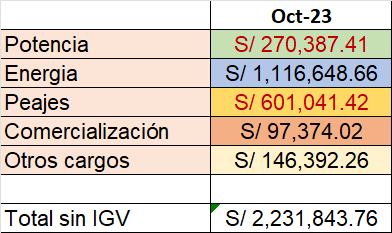 Oct-23
Potencia S/ 270,387.41
Energia S/ 1,116,648.66
Peajes S/ 601,041.42
Comercialización S/ 97,374.02
Otros cargos S/ 146,392.26
Total sin IGV S/ 2,231,843.76